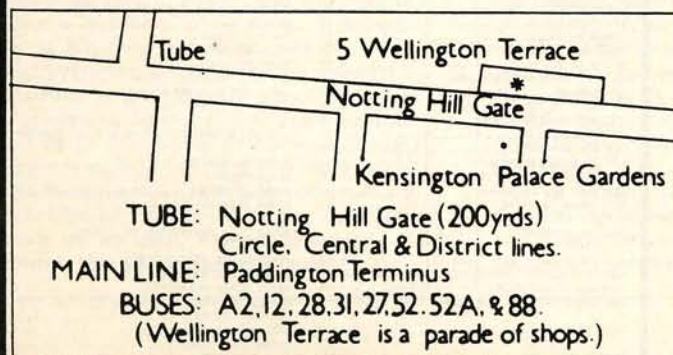 Tube
5 Wellington Terrace
*
Notting Hill Gate
Kensington Palace Gardens
TUBE: Notting Hill Gate (200yrds)
Circle, Central & District lines.
MAIN LINE: Paddington Terminus
BUSES: A2, 12, 28, 31, 27, 52. 52A, & 88.
(Wellington Terrace is a parade of shops.)